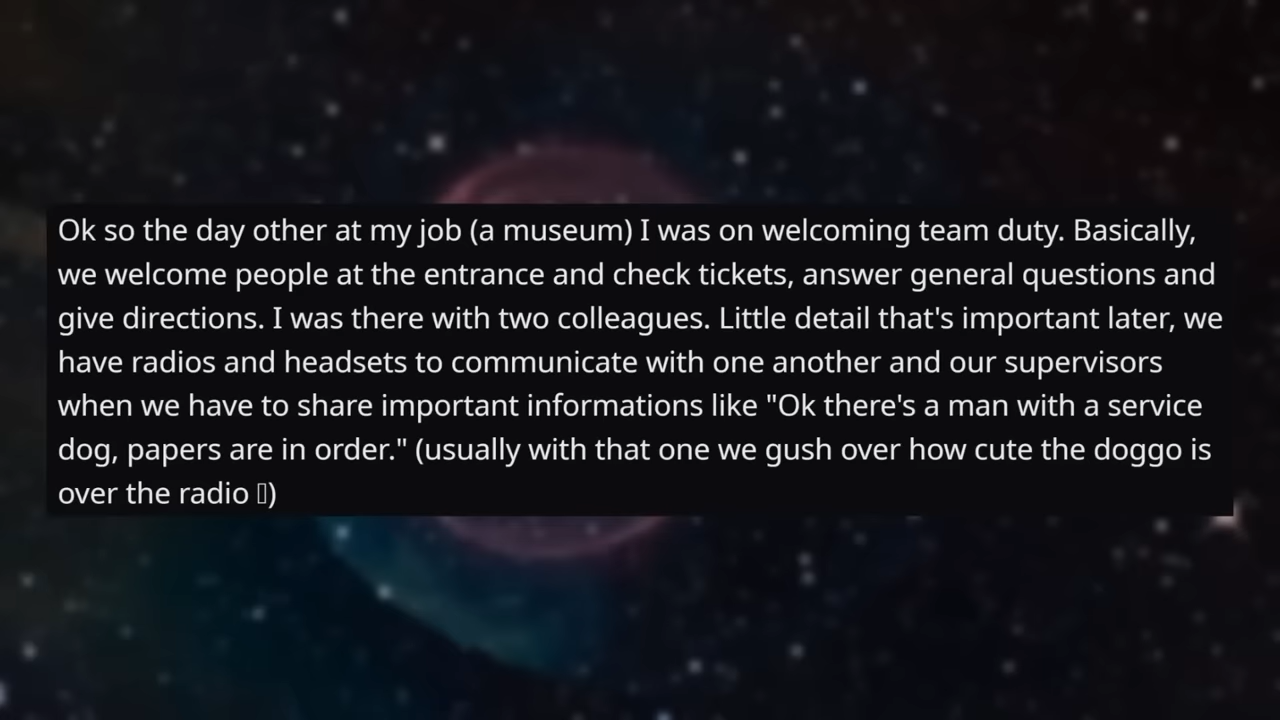 Ok so the day other at my job (a museum) I was on welcoming team duty. Basically,
we welcome people at the entrance and check tickets, answer general questions and
give directions. I was there with two colleagues. Little detail that's important later, we
have radios and headsets to communicate with one another and our supervisors
when we have to share important informations like "Ok there's a man with a service
dog, papers are in order." (usually with that one we gush over how cute the doggo is
over the radio ▯)